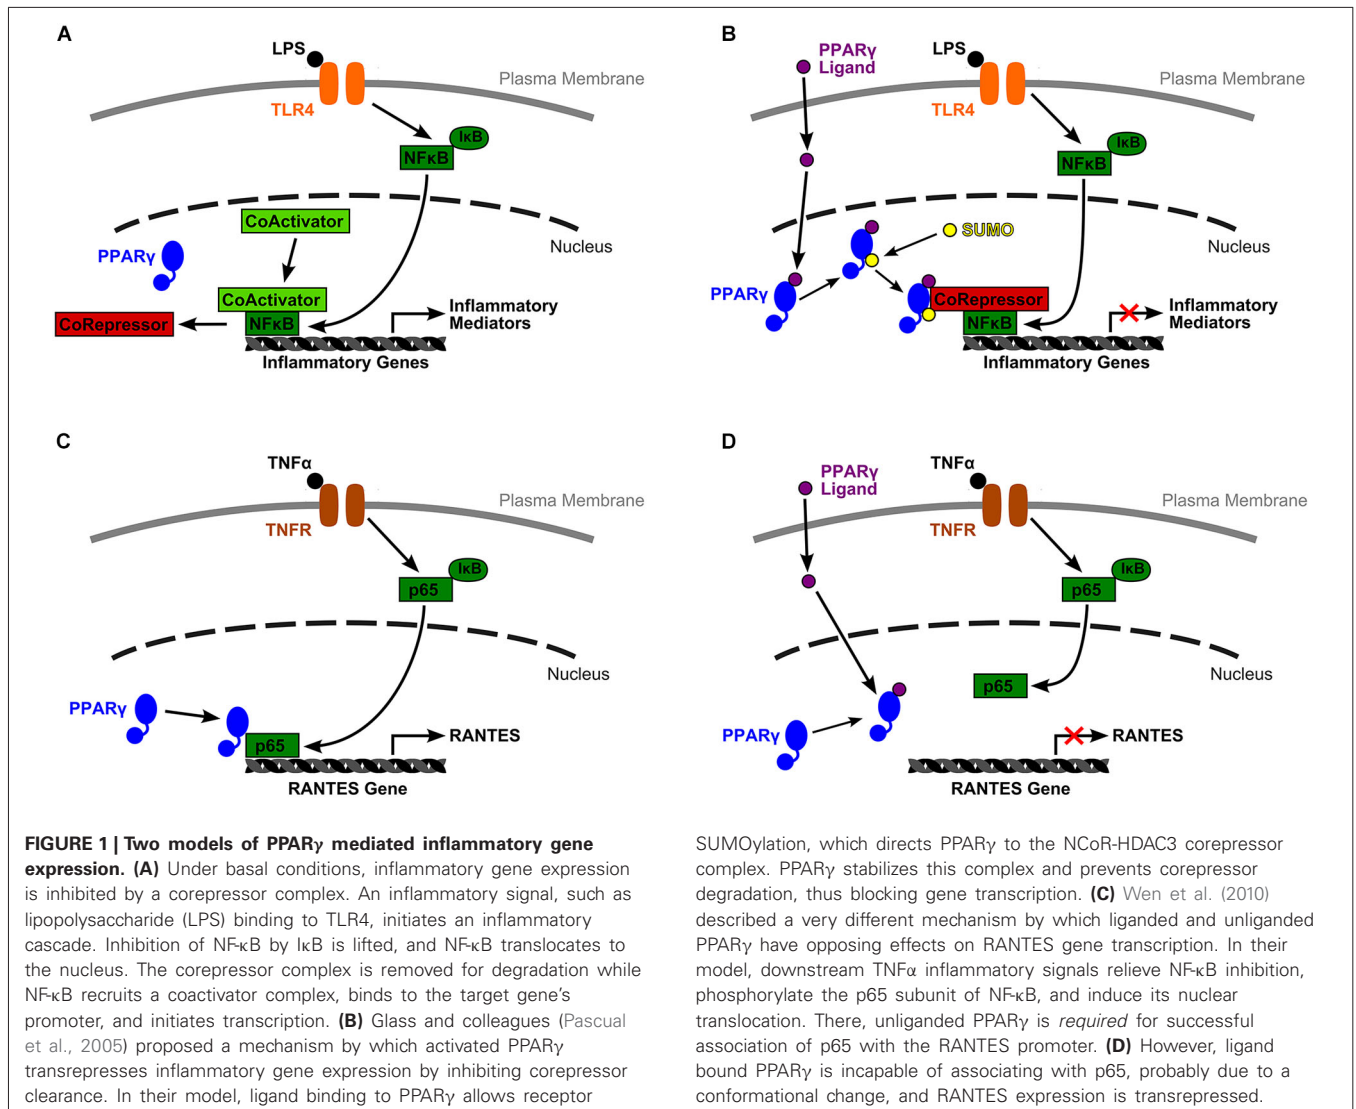 A
LPS
Plasma Membrane
TLR4
IκB
NFκB
CoActivator
Nucleus
PPARγ
CoActivator
Inflammatory
Mediators
CoRepressor
NFκB
Inflammatory Genes
B
PPARγ
Ligand
LPS
Plasma Membrane
TLR4
IκB
NFκB
SUMO
Nucleus
PPARγ
CoRepressor
Inflammatory
Mediators
NFκB
Inflammatory Genes
C
TNFα
Plasma Membrane
TNFR
IκB
p65
Nucleus
PPARγ
p65
RANTES
RANTES Gene
D
PPARγ
Ligand
TNFα
Plasma Membrane
TNFR
IκB
p65
Nucleus
p65
PPARγ
RANTES
RANTES Gene
FIGURE 1 | Two models of PPARγ mediated inflammatory gene
expression. (A) Under basal conditions, inflammatory gene expression
is inhibited by a corepressor complex. An inflammatory signal, such as
lipopolysaccharide (LPS) binding to TLR4, initiates an inflammatory
cascade. Inhibition of NF-κB by IκB is lifted, and NF-κB translocates to
the nucleus. The corepressor complex is removed for degradation while
NF-κB recruits a coactivator complex, binds to the target gene's
promoter, and initiates transcription. (B) Glass and colleagues (Pascual
et al., 2005) proposed a mechanism by which activated PPARγ
transrepresses inflammatory gene expression by inhibiting corepressor
clearance. In their model, ligand binding to PPARγ allows receptor
SUMOylation, which directs PPARγ to the NCoR-HDAC3 corepressor
complex. PPARγ stabilizes this complex and prevents corepressor
degradation, thus blocking gene transcription. (C) Wen et al. (2010)
described a very different mechanism by which liganded and unliganded
PPARγ have opposing effects on RANTES gene transcription. In their
model, downstream TNFα inflammatory signals relieve NF-κB inhibition,
phosphorylate the p65 subunit of NF-κB, and induce its nuclear
translocation. There, unliganded PPARγ is required for successful
association of p65 with the RANTES promoter. (D) However, ligand
bound PPARγ is incapable of associating with p65, probably due to a
conformational change, and RANTES expression is transrepressed.